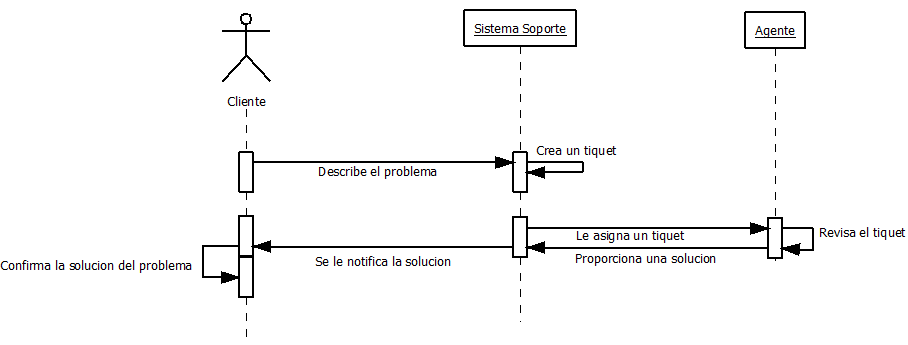 Sistema Soporte
Agente
Cliente
Crea un tiquet
Describe el problema
Le asigna un tiquet
Revisa el tiquet
Proporciona una solucion
Se le notifica la solucion
Confirma la solucion del problema